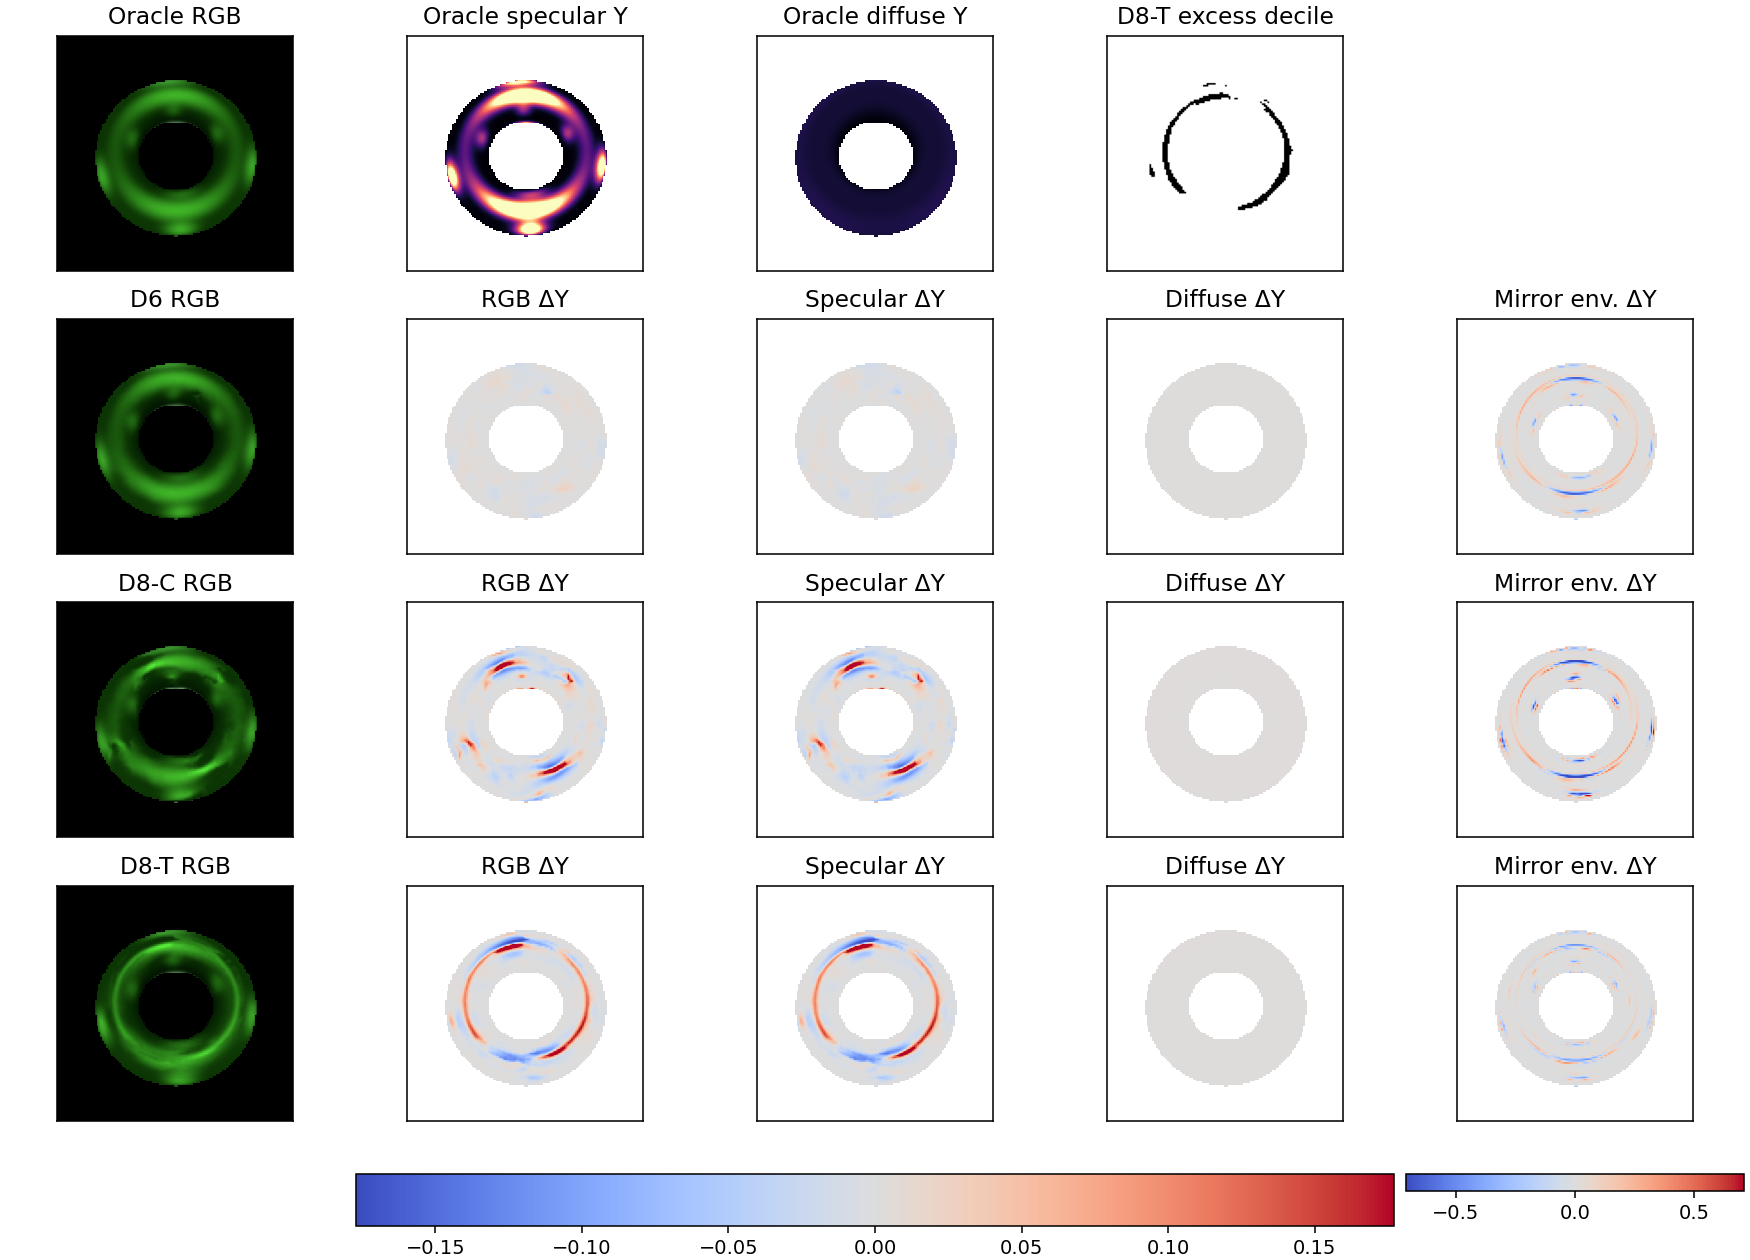 Oracle RGB
Oracle specular Y
Oracle diffuse Y
D8-T excess decile
D6 RGB
RGB ΔY
Specular ΔY
Diffuse ΔY
Mirror env. ΔY
D8-C RGB
RGB ΔY
Specular ΔY
Diffuse ΔY
Mirror env. ΔY
D8-T RGB
RGB ΔY
Specular ΔY
Diffuse ΔY
Mirror env. ΔY
−0.15
−0.10
−0.05
0.00
0.05
0.10
0.15
−0.5
0.0
0.5